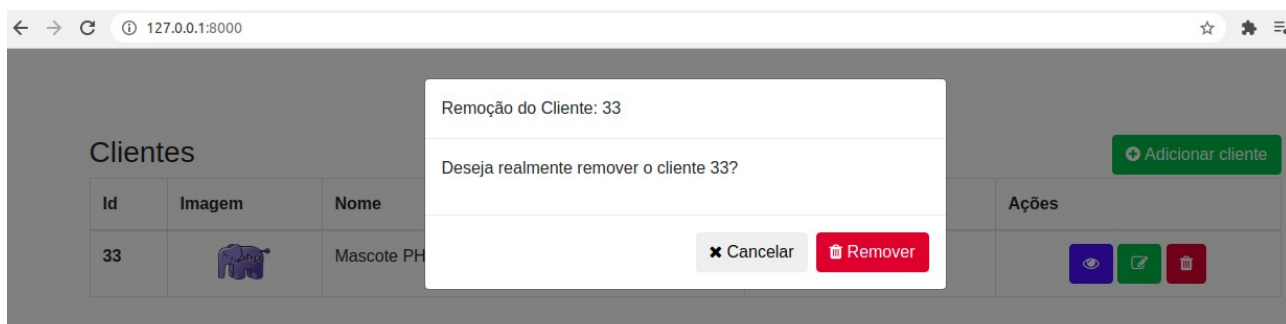 127.0.0.1:8000
Remoção do Cliente: 33
Clientes
Adicionar cliente
Deseja realmente remover o cliente 33?
Id Imagem Nome Ações
33 php Mascote PH
Cancelar Remover